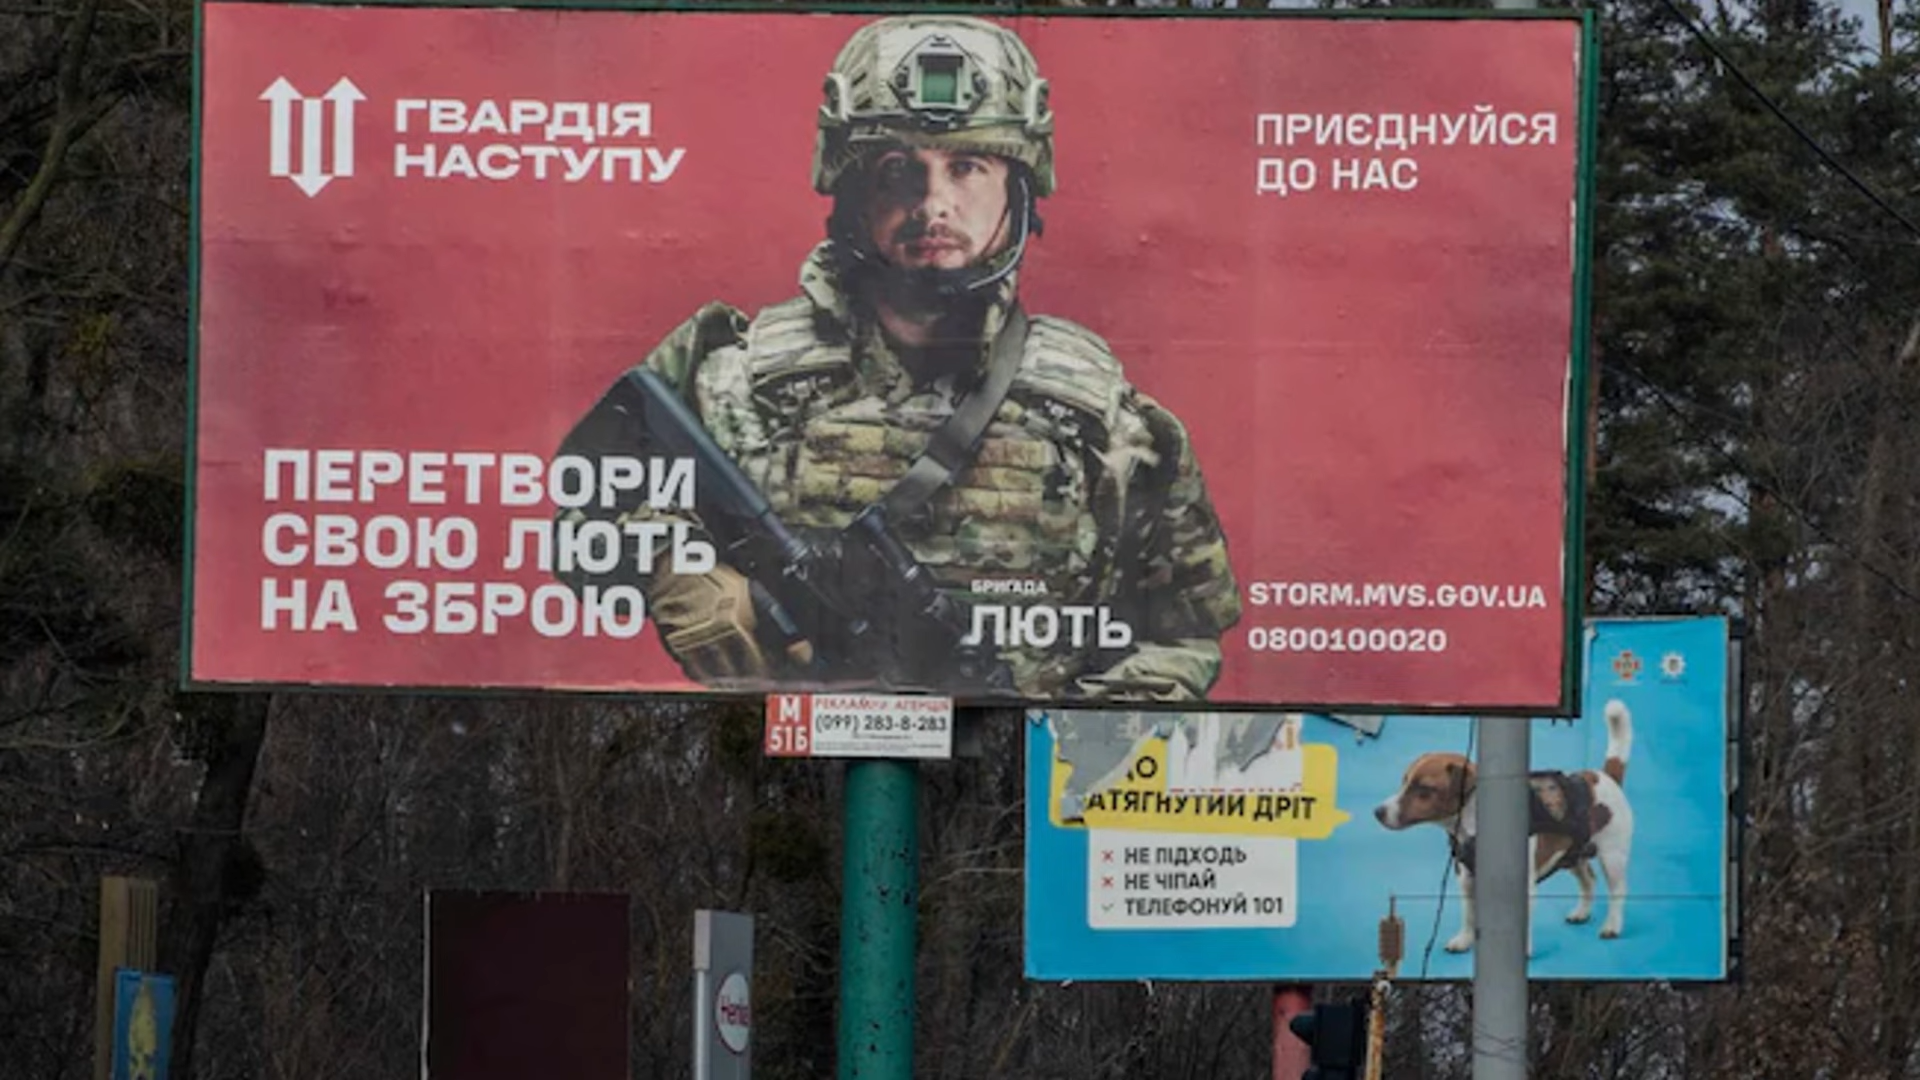 ГВАРДІЯ
НАСТУПУ
ПРИЄДНУЙСЯ
ДО НАС
ПЕРЕТВОРИ
СВОЮ ЛЮТЬ
НА ЗБРОЮ
БРИГАДА
ЛЮТЬ
STORM.MVS.GOV.UA
0800100020
М
51Б
(099) 283-8-283
АТЯГНУТИЙ ДРІТ
НЕ ПІДХОДЬ
НЕ ЧІПАЙ
ТЕЛЕФОНУЙ 101